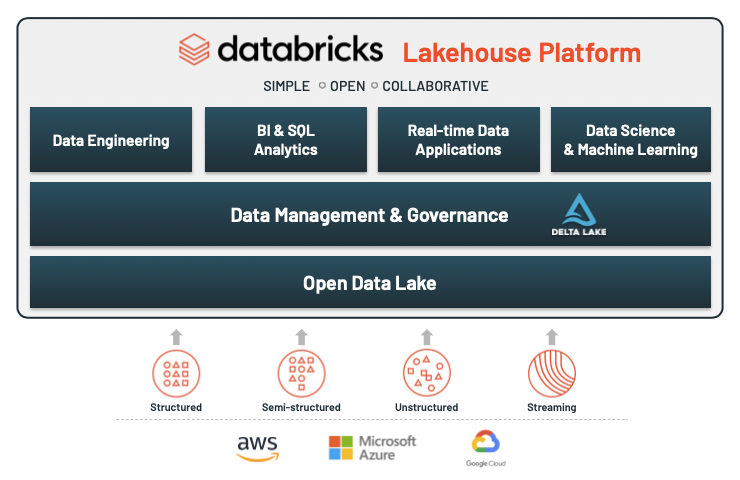 databricks Lakehouse Platform
SIMPLE OPEN COLLABORATIVE
Data Engineering
BI & SQL
Analytics
Real-time Data
Applications
Data Science
& Machine Learning
Data Management & Governance
DELTA LAKE
Open Data Lake
Structured
Semi-structured
Unstructured
Streaming
aws
Microsoft
Azure
Google Cloud